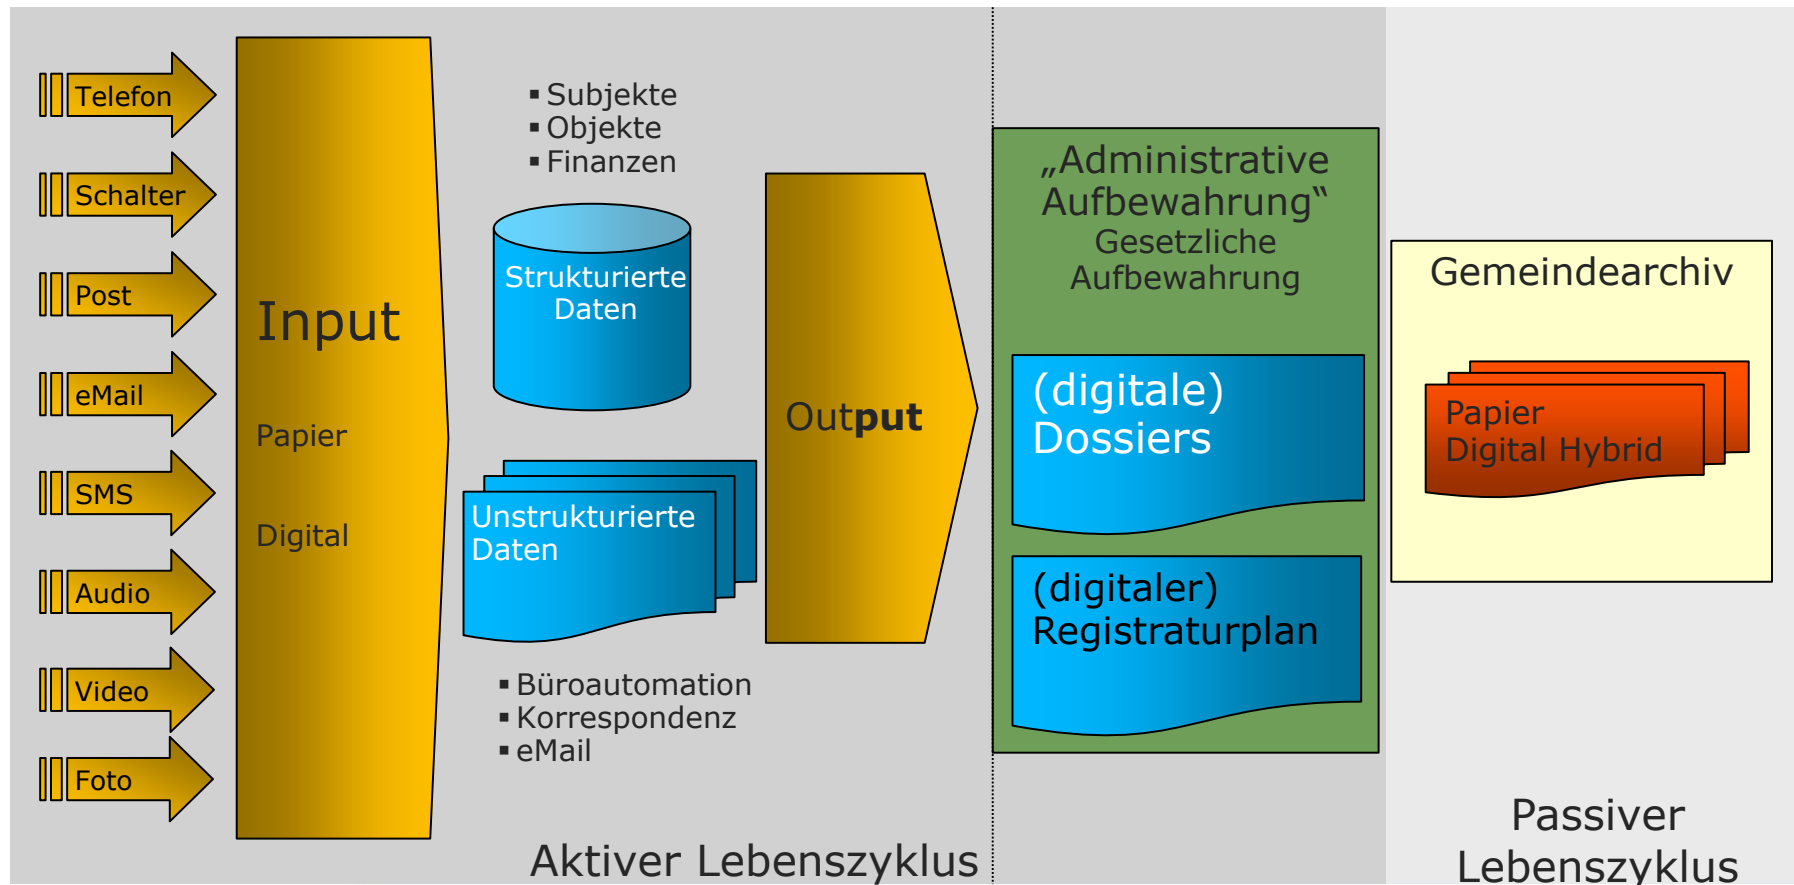 Telefon
Schalter
Post
eMail
SMS
Audio
Video
Foto
Input
Papier
Digital
▪ Subjekte
▪ Objekte
▪ Finanzen
Strukturierte
Daten
Unstrukturierte
Daten
▪ Büroautomation
▪ Korrespondenz
▪ eMail
Output
Aktiver Lebenszyklus
„Administrative
Aufbewahrung“
Gesetzliche
Aufbewahrung
(digitale)
Dossiers
(digitaler)
Registraturplan
Gemeindearchiv
Papier
Digital Hybrid
Passiver
Lebenszyklus